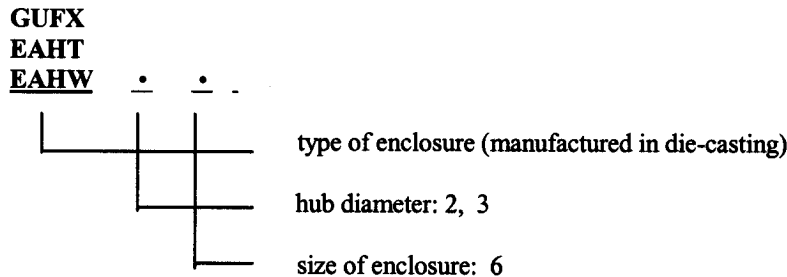 GUFX
EAHT
EAHW . . -
type of enclosure (manufactured in die-casting)
hub diameter: 2, 3
size of enclosure: 6